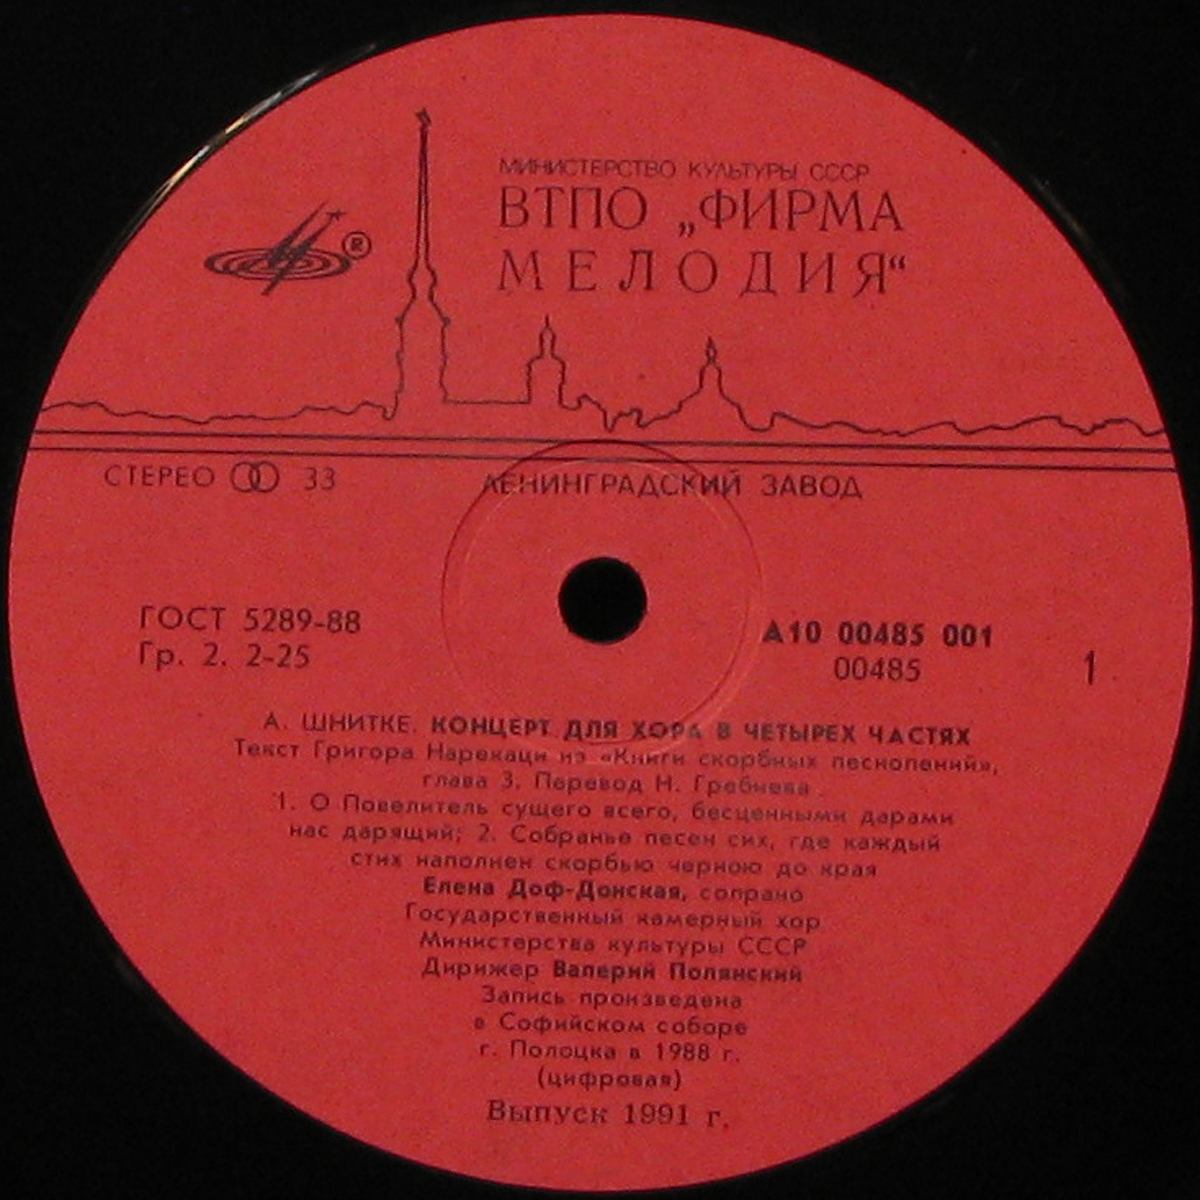 МИНИСТЕРСТВО КУЛЬТУРЫ СССР
ВТПО „ФИРМА
МЕЛОДИЯ“
®
СТЕРЕО 33
ЛЕНИНГРАДСКИЙ ЗАВОД
ГОСТ 5289-88
Гр. 2. 2-25
А10 00485 001
00485
1
А. ШНИТКЕ. КОНЦЕРТ ДЛЯ ХОРА В ЧЕТЫРЕХ ЧАСТЯХ
Текст Григора Нарекаци из «Книги скорбных песнопений»,
глава 3. Перевод Н. Гребнева
1. О Повелитель сущего всего, бесценными дарами
нас дарящий; 2. Собранье песен сих, где каждый
стих наполнен скорбью черною до края
Елена Доф-Донская, сопрано
Государственный камерный хор
Министерства культуры СССР
Дирижер Валерий Полянский
Запись произведена
в Софийском соборе
г. Полоцка в 1988 г.
(цифровая)
Выпуск 1991 г.